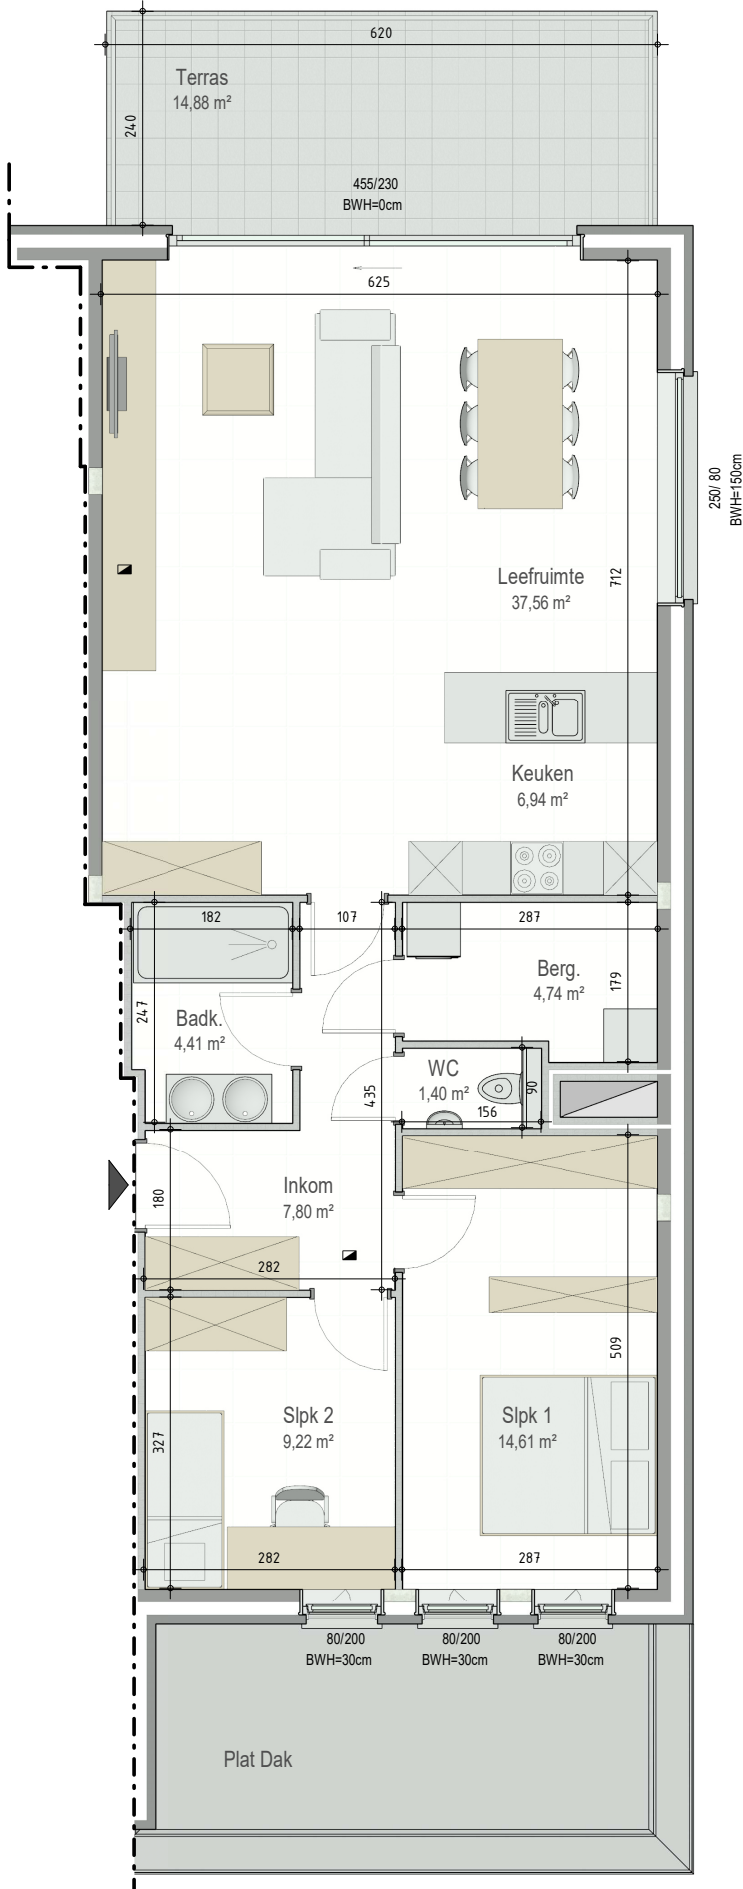 620
Terras
14,88 m²
240
455/230
BWH=0cm
625
250/ 80
BWH=150cm
Leefruimte
37,56 m²
712
Keuken
6,94 m²
182
107
287
Berg.
4,74 m²
179
247
Badk.
4,41 m²
WC
1,40 m²
90
156
435
Inkom
7,80 m²
180
282
509
Slpk 2
9,22 m²
Slpk 1
14,61 m²
327
282
287
80/200
BWH=30cm
80/200
BWH=30cm
80/200
BWH=30cm
Plat Dak